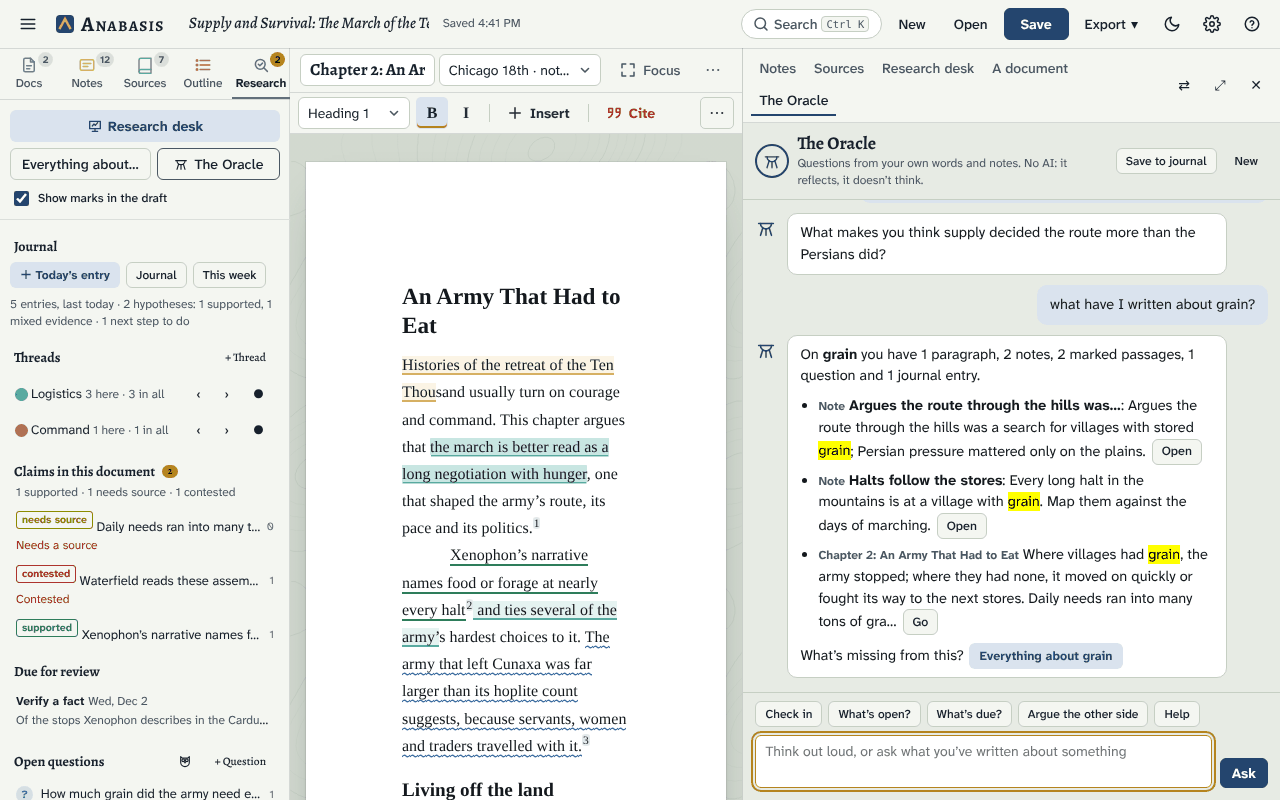 ANABASIS
Supply and Survival: The March of the Te
Saved 4:41 PM
Search Ctrl K
New
Open
Save
Export ▾
Docs 2
Notes 12
Sources 7
Outline
Research 2
Research desk
Everything about...
The Oracle
Show marks in the draft
Journal
+ Today's entry
Journal
This week
5 entries, last today · 2 hypotheses: 1 supported, 1
mixed evidence · 1 next step to do
Threads
+ Thread
Logistics 3 here · 3 in all ‹ ›
Command 1 here · 1 in all ‹ ›
Claims in this document 2
1 supported · 1 needs source · 1 contested
needs source Daily needs ran into many t... 0
Needs a source
contested Waterfield reads these assem... 1
Contested
supported Xenophon's narrative names f... 1
Due for review
Verify a fact Wed, Dec 2
Of the stops Xenophon describes in the Cardu...
Open questions
+ Question
? How much grain did the army need e... 1
Chapter 2: An Ar
Chicago 18th · not...
Focus
...
Heading 1
B
I
+ Insert
Cite
...
An Army That Had to
Eat
Histories of the retreat of the Ten
Thousand usually turn on courage
and command. This chapter argues
that the march is better read as a
long negotiation with hunger, one
that shaped the army’s route, its
pace and its politics.1
Xenophon’s narrative
names food or forage at nearly
every halt2 and ties several of the
army’s hardest choices to it. The
army that left Cunaxa was far
larger than its hoplite count
suggests, because servants, women
and traders travelled with it.3
Living off the land
Notes
Sources
Research desk
A document
The Oracle
The Oracle
Questions from your own words and notes. No AI: it
reflects, it doesn’t think.
Save to journal
New
What makes you think supply decided the route more than the
Persians did?
what have I written about grain?
On grain you have 1 paragraph, 2 notes, 2 marked passages, 1
question and 1 journal entry.
• Note Argues the route through the hills was...: Argues the
route through the hills was a search for villages with stored
grain; Persian pressure mattered only on the plains. Open
• Note Halts follow the stores: Every long halt in the
mountains is at a village with grain. Map them against the
days of marching. Open
• Chapter 2: An Army That Had to Eat Where villages had grain, the
army stopped; where they had none, it moved on quickly or
fought its way to the next stores. Daily needs ran into many
tons of gra... Go
What’s missing from this? Everything about grain
Check in
What’s open?
What’s due?
Argue the other side
Help
Think out loud, or ask what you’ve written about something
Ask